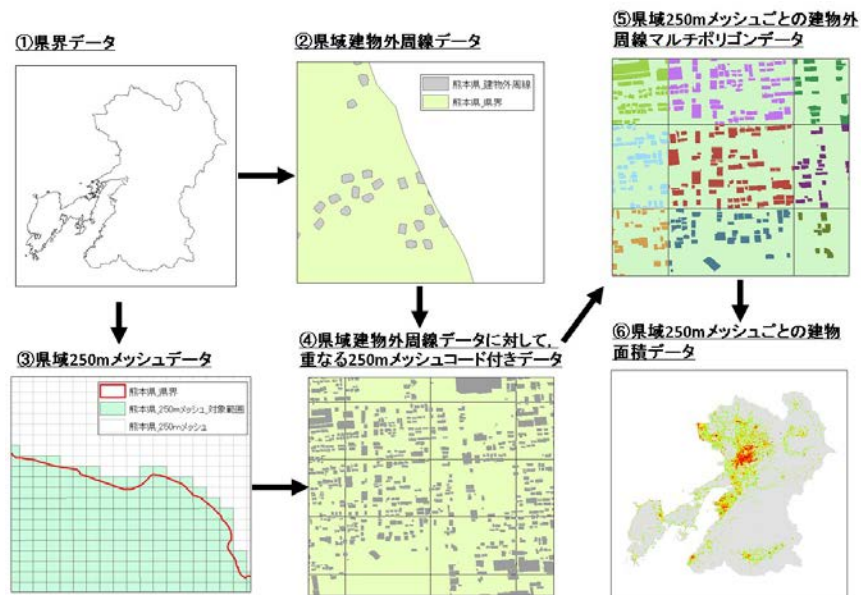 ①県界データ
②県域建物外周線データ
熊本県_建物外周線
熊本県_県界
③県域250mメッシュデータ
熊本県_県界
熊本県_250mメッシュ_対象範囲
熊本県_250mメッシュ
④県域建物外周線データに対して，
重なる250mメッシュコード付きデータ
⑤県域250mメッシュごとの建物外
周線マルチポリゴンデータ
⑥県域250mメッシュごとの建物
面積データ